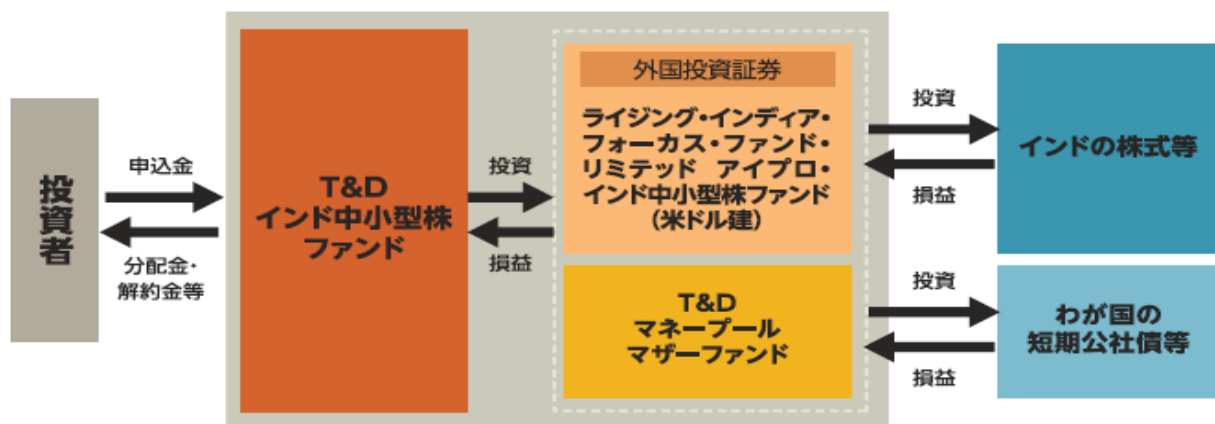 投資者
申込金
分配金・
解約金等
T&D
インド中小型株
ファンド
投資
損益
外国投資証券
ライジング・インディア・
フォーカス・ファンド・
リミテッド アイプロ・
インド中小型株ファンド
(米ドル建)
T&D
マネープール
マザーファンド
投資
損益
インドの株式等
投資
損益
わが国の
短期公社債等